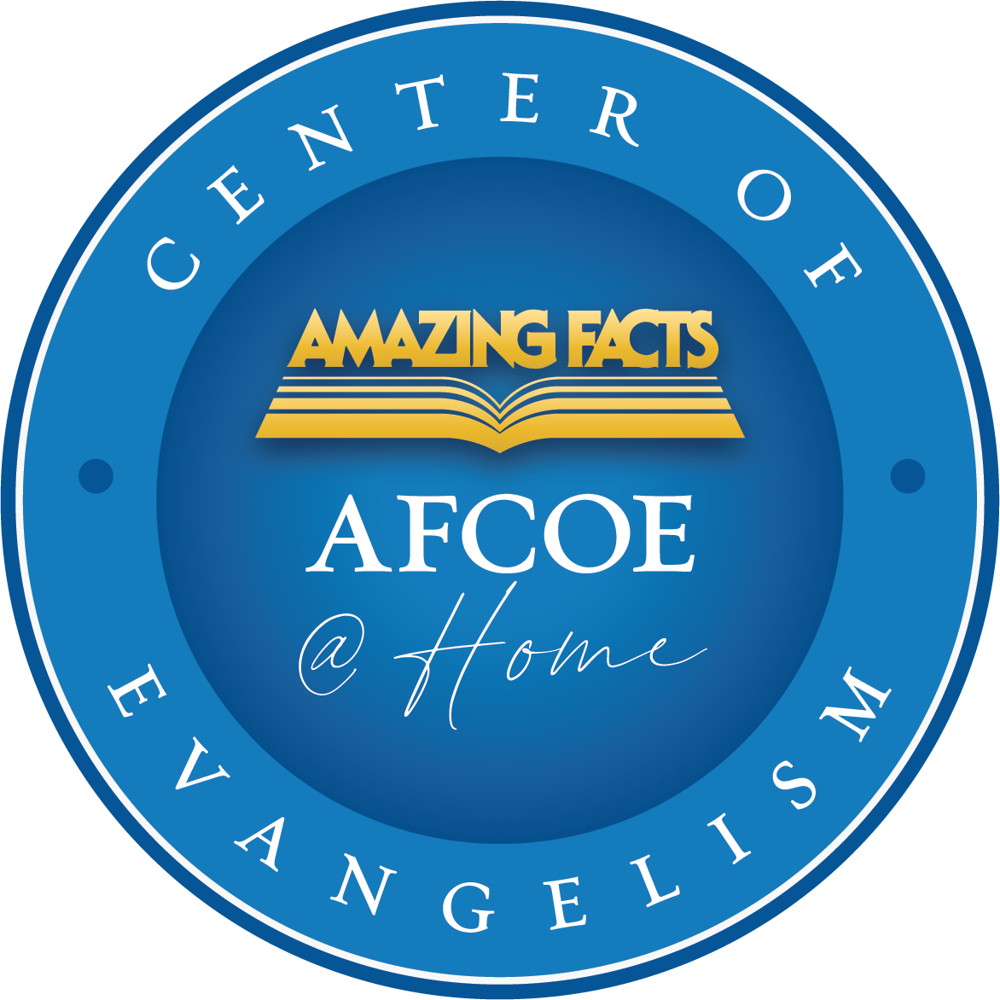 CENTER OF
AMAZING FACTS
AFCOE
@ Home
EVANGELISM